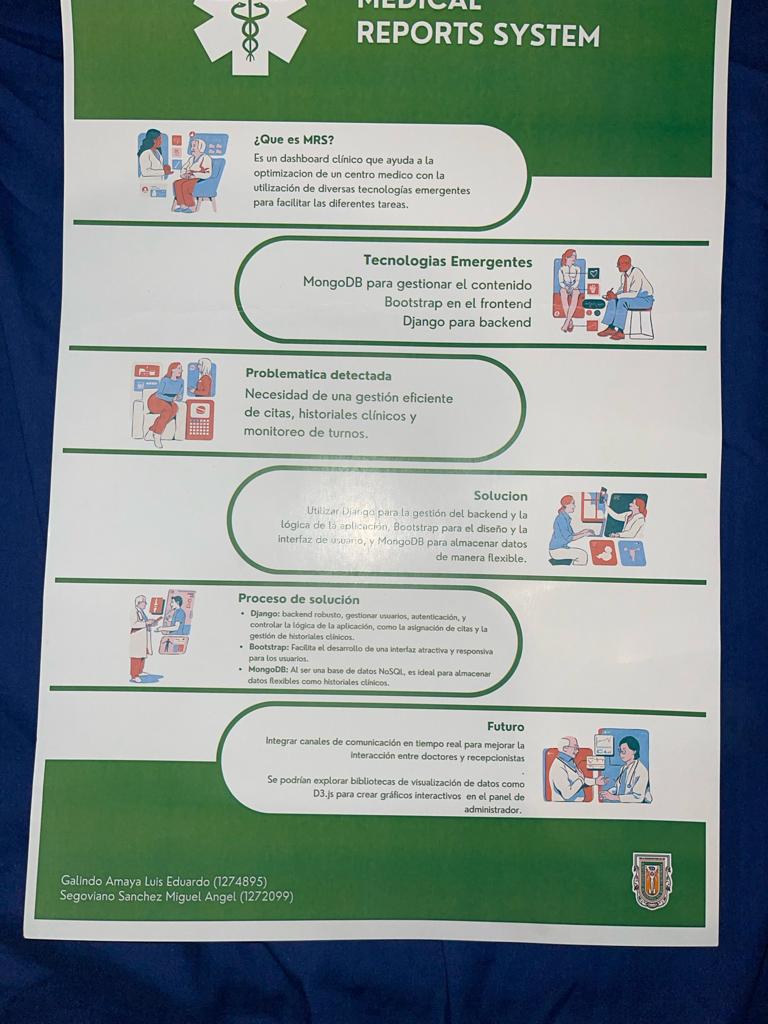 MEDICAL
REPORTS SYSTEM
¿Que es MRS?
Es un dashboard clínico que ayuda a la
optimizacion de un centro medico con la
utilización de diversas tecnologías emergentes
para facilitar las diferentes tareas.
Tecnologias Emergentes
MongoDB para gestionar el contenido
Bootstrap en el frontend
Django para backend
Problematica detectada
Necesidad de una gestión eficiente
de citas, historiales clínicos y
monitoreo de turnos.
Solucion
Utilizar Django para la gestión del backend y la
lógica de la aplicación, Bootstrap para el diseño y la
interfaz de usuario, y MongoDB para almacenar datos
de manera flexible.
Proceso de solución
• Django: backend robusto, gestionar usuarios, autenticación, y
controlar la lógica de la aplicación, como la asignación de citas y la
gestión de historiales clínicos.
• Bootstrap: Facilita el desarrollo de una interfaz atractiva y responsiva
para los usuarios.
• MongoDB: Al ser una base de datos NoSQL, es ideal para almacenar
datos flexibles como historiales clínicos.
Futuro
Integrar canales de comunicación en tiempo real para mejorar la
interacción entre doctores y recepcionistas
.
Se podrían explorar bibliotecas de visualización de datos como
D3.js para crear gráficos interactivos en el panel de
administrador.
Galindo Amaya Luis Eduardo (1274895)
Segoviano Sanchez Miguel Angel (1272099)